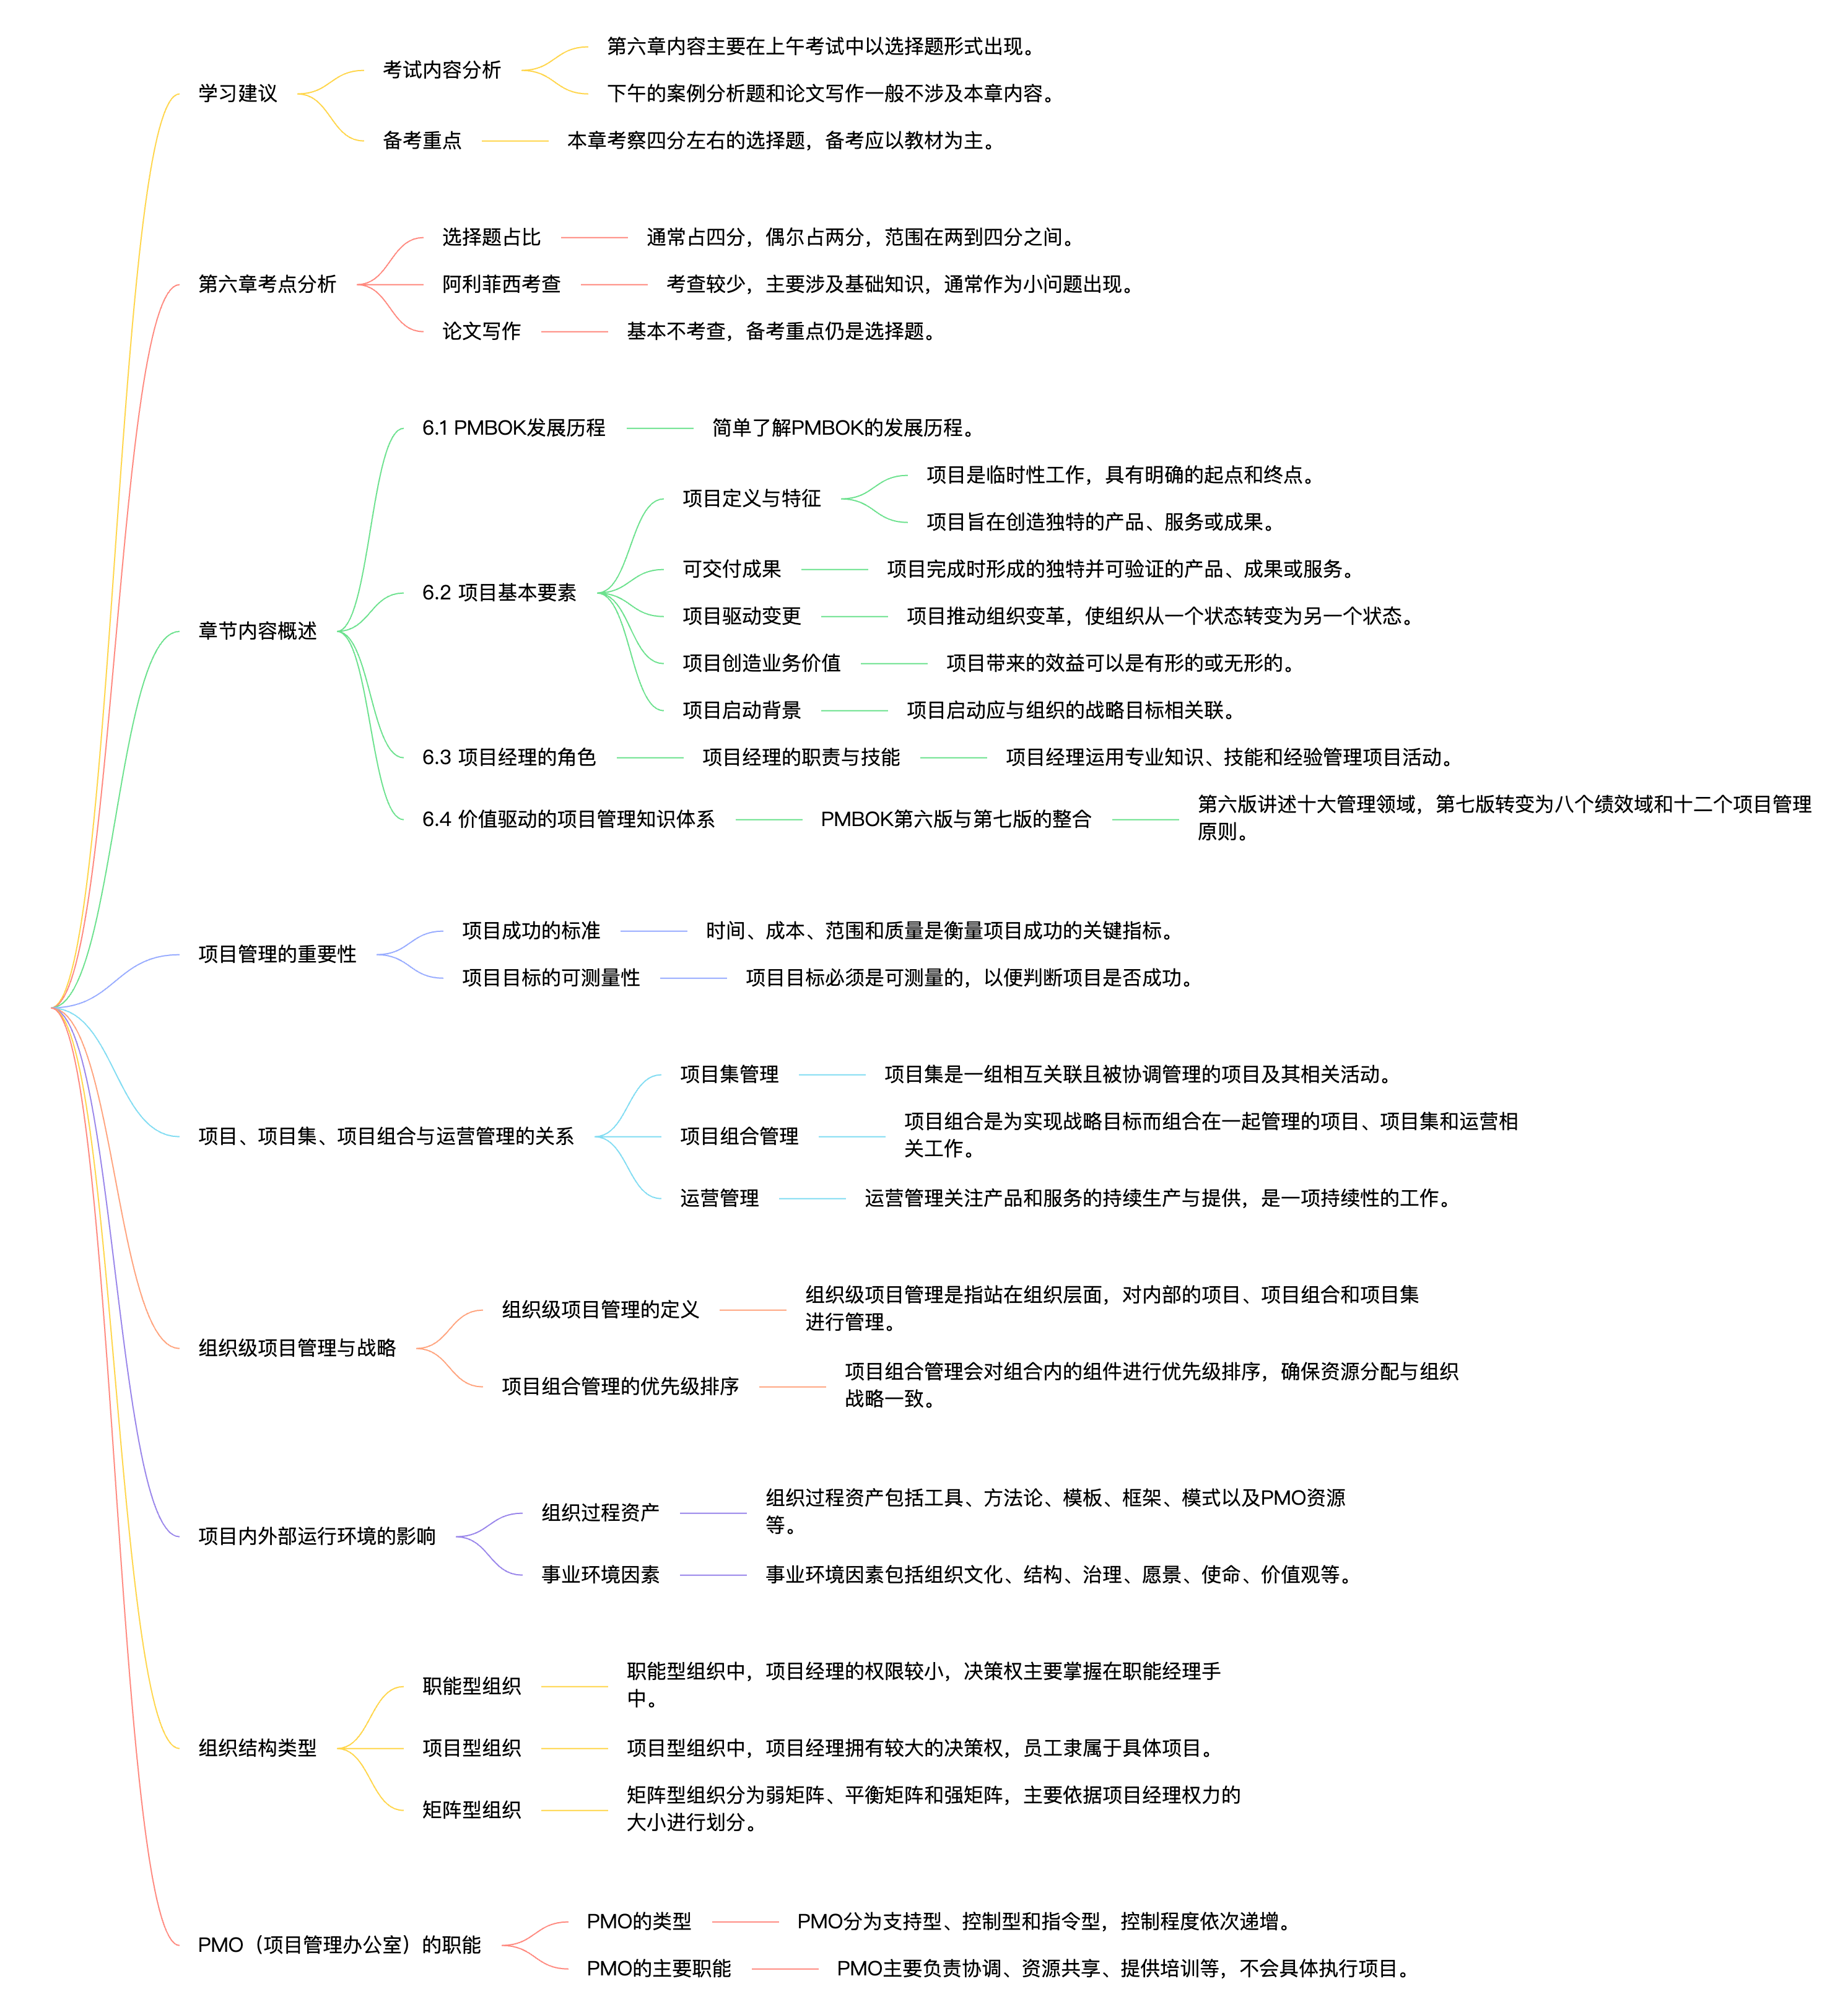 学习建议
考试内容分析
第六章内容主要在上午考试中以选择题形式出现。
下午的案例分析题和论文写作一般不涉及本章内容。
备考重点
本章考察四分左右的选择题，备考应以教材为主。
第六章考点分析
选择题占比
通常占四分，偶尔占两分，范围在两到四分之间。
阿利菲西考查
考查较少，主要涉及基础知识，通常作为小问题出现。
论文写作
基本不考查，备考重点仍是选择题。
章节内容概述
6.1 PMBOK发展历程
简单了解PMBOK的发展历程。
6.2 项目基本要素
项目定义与特征
项目是临时性工作，具有明确的起点和终点。
项目旨在创造独特的产品、服务或成果。
可交付成果
项目完成时形成的独特并可验证的产品、成果或服务。
项目驱动变更
项目推动组织变革，使组织从一个状态转变为另一个状态。
项目创造业务价值
项目带来的效益可以是有形的或无形的。
项目启动背景
项目启动应与组织的战略目标相关联。
6.3 项目经理的角色
项目经理的职责与技能
项目经理运用专业知识、技能和经验管理项目活动。
6.4 价值驱动的项目管理知识体系
PMBOK第六版与第七版的整合
第六版讲述十大管理领域，第七版转变为八个绩效域和十二个项目管理
原则。
项目管理的重要性
项目成功的标准
时间、成本、范围和质量是衡量项目成功的关键指标。
项目目标的可测量性
项目目标必须是可测量的，以便判断项目是否成功。
项目、项目集、项目组合与运营管理的关系
项目集管理
项目集是一组相互关联且被协调管理的项目及其相关活动。
项目组合管理
项目组合是为实现战略目标而组合在一起管理的项目、项目集和运营相
关工作。
运营管理
运营管理关注产品和服务的持续生产与提供，是一项持续性的工作。
组织级项目管理与战略
组织级项目管理的定义
组织级项目管理是指站在组织层面，对内部的项目、项目组合和项目集
进行管理。
项目组合管理的优先级排序
项目组合管理会对组合内的组件进行优先级排序，确保资源分配与组织
战略一致。
项目内外部运行环境的影响
组织过程资产
组织过程资产包括工具、方法论、模板、框架、模式以及PMO资源
等。
事业环境因素
事业环境因素包括组织文化、结构、治理、愿景、使命、价值观等。
组织结构类型
职能型组织
职能型组织中，项目经理的权限较小，决策权主要掌握在职能经理手
中。
项目型组织
项目型组织中，项目经理拥有较大的决策权，员工隶属于具体项目。
矩阵型组织
矩阵型组织分为弱矩阵、平衡矩阵和强矩阵，主要依据项目经理权力的
大小进行划分。
PMO（项目管理办公室）的职能
PMO的类型
PMO分为支持型、控制型和指令型，控制程度依次递增。
PMO的主要职能
PMO主要负责协调、资源共享、提供培训等，不会具体执行项目。